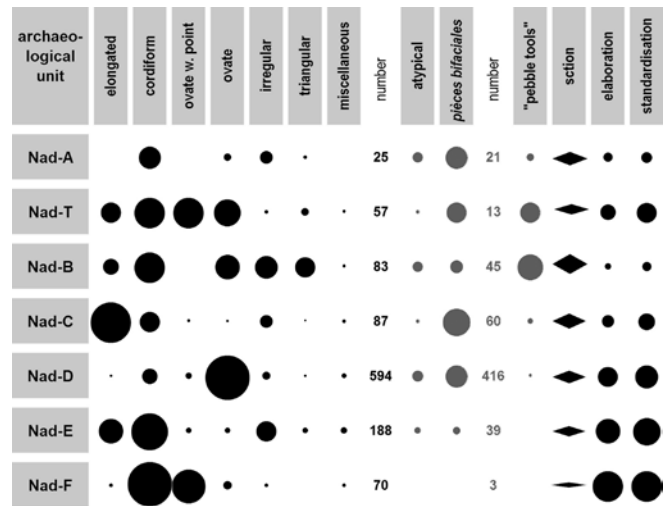 archaeo-
logical
unit
elongated
cordiform
ovate w. point
ovate
irregular
triangular
miscellaneous
number
atypical
pièces bifaciales
number
"pebble tools"
sction
elaboration
standardisation
Nad-A 25 21
Nad-T 57 13
Nad-B 83 45
Nad-C 87 60
Nad-D 594 416
Nad-E 188 39
Nad-F 70 3